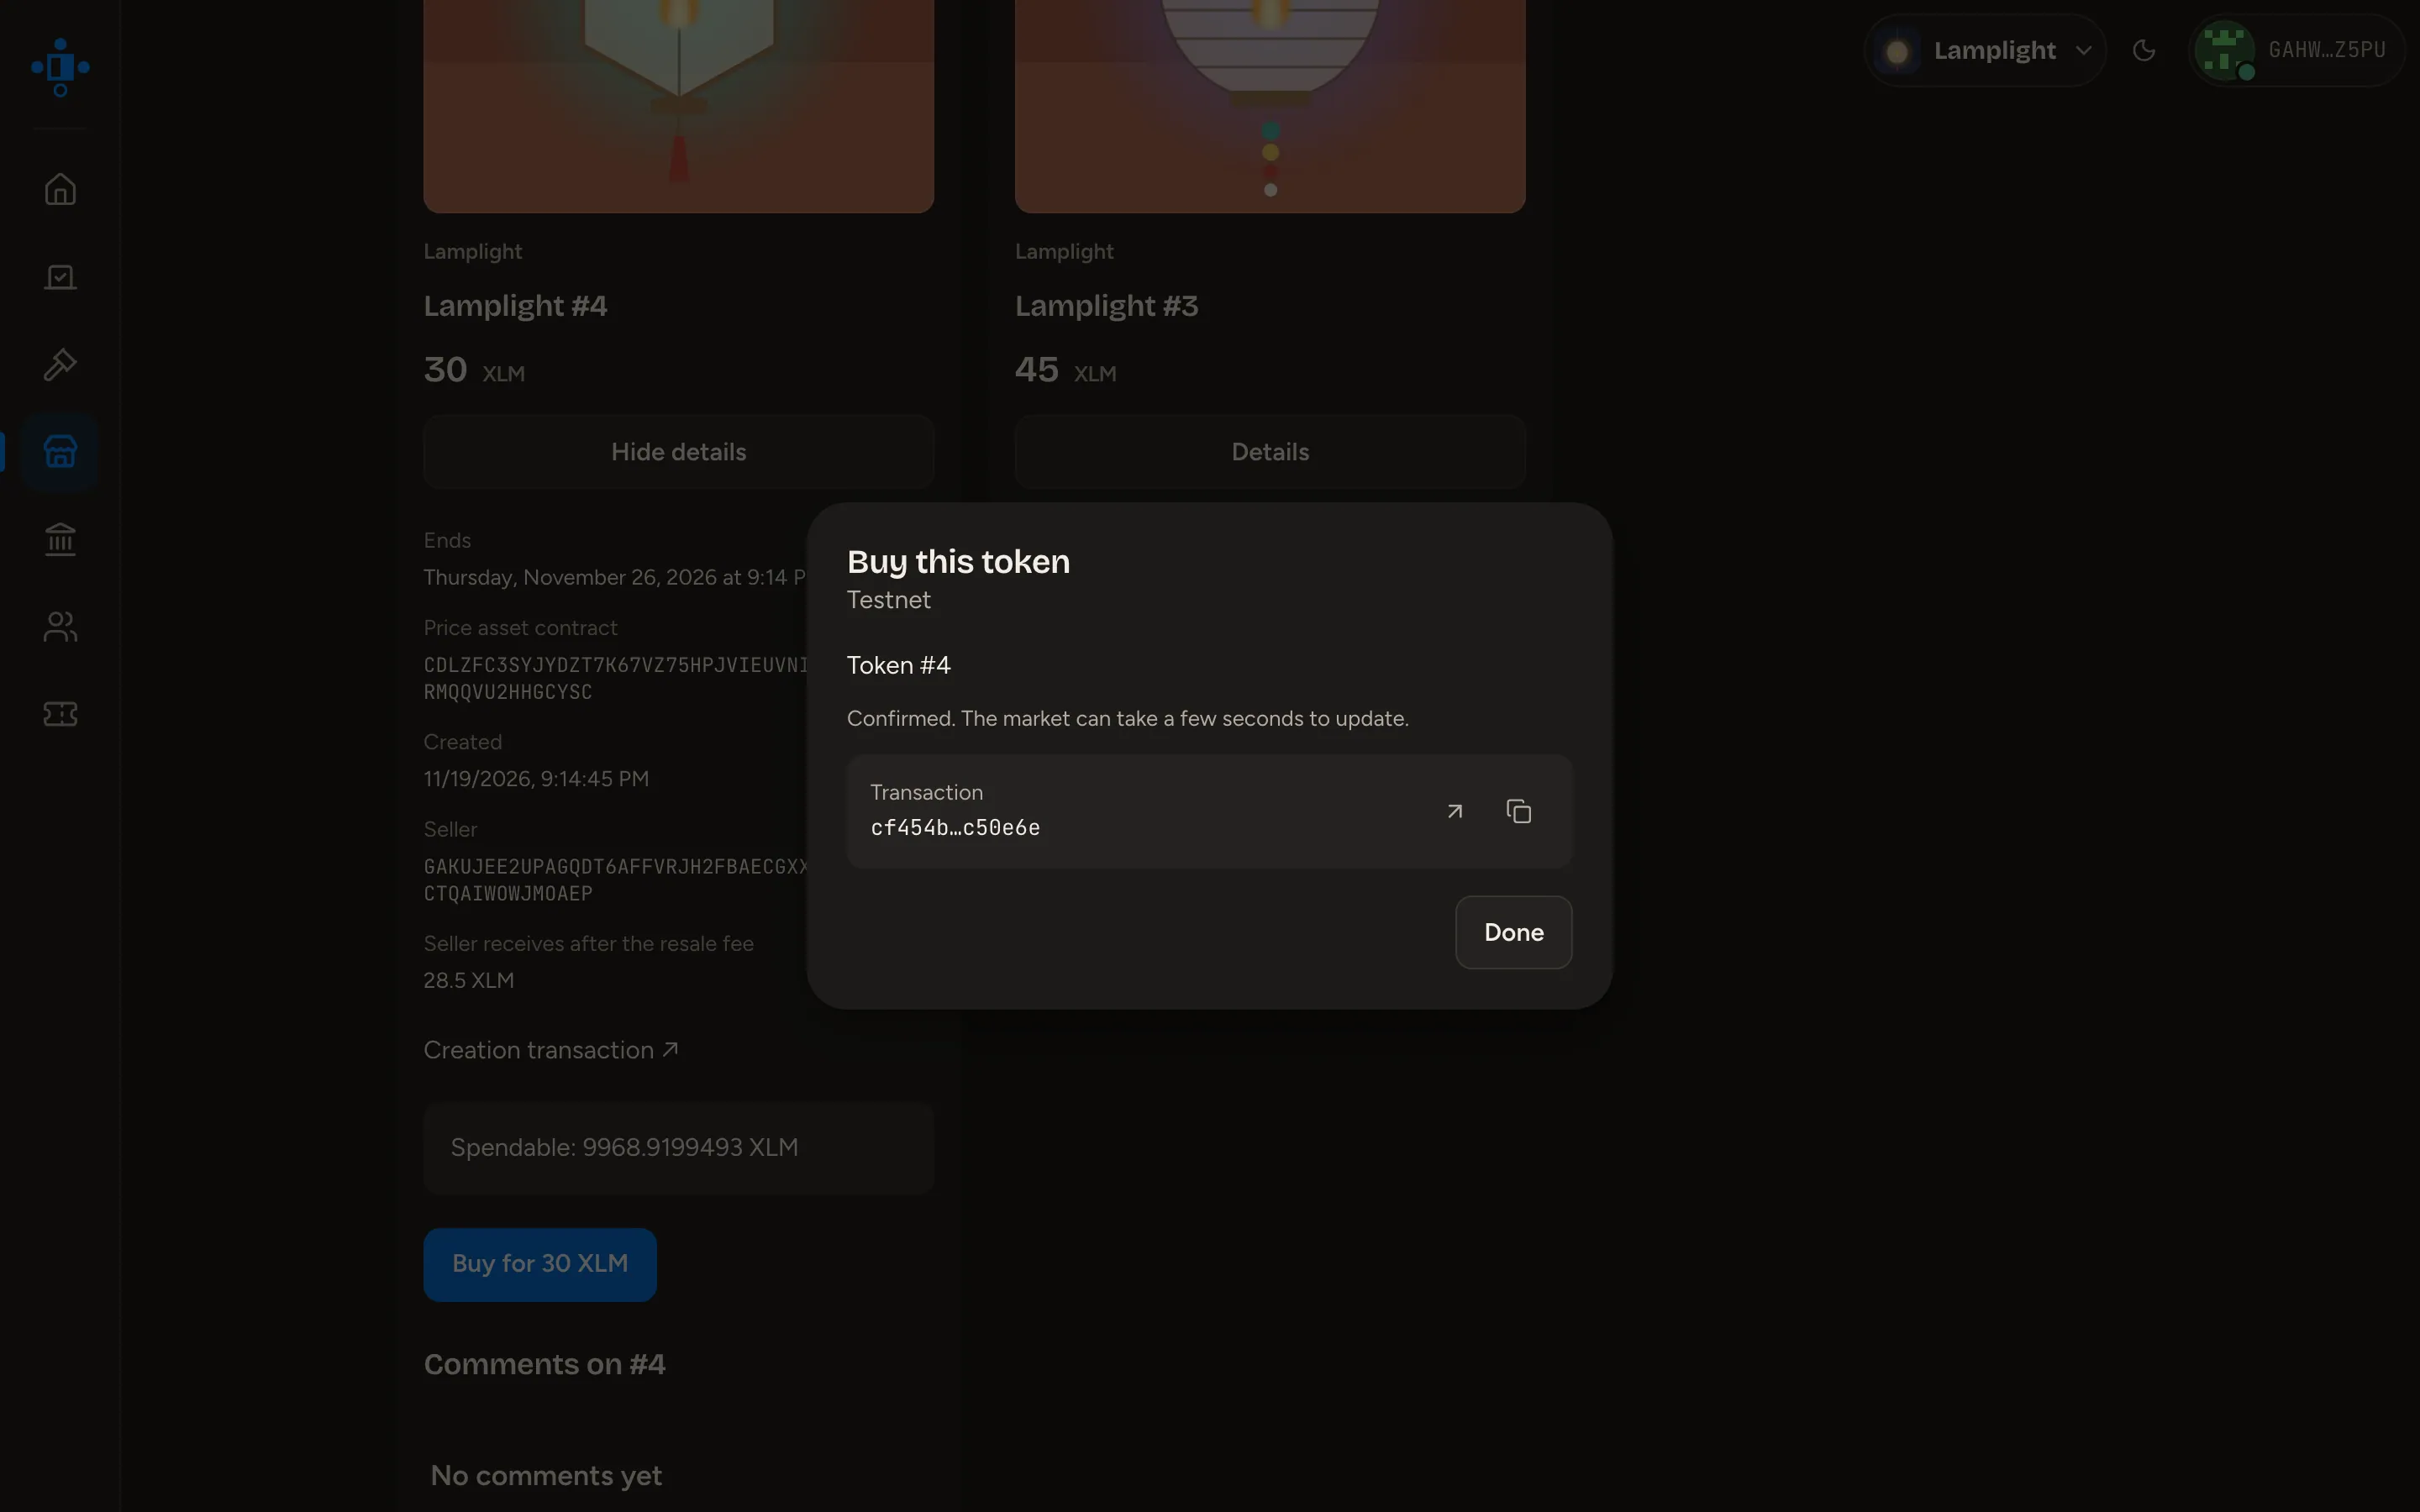 Lamplight
GAHW…Z5PU
Lamplight
Lamplight #4
30 XLM
Hide details
Ends
Thursday, November 26, 2026 at 9:14 P
Price asset contract
CDLZFC3SYJYDZT7K67VZ75HPJVIEUVNI
RMQQVU2HHGCYSC
Created
11/19/2026, 9:14:45 PM
Seller
GAKUJEE2UPAGQDT6AFFVRJH2FBAECGXX
CTQAIWOWJMOAEP
Seller receives after the resale fee
28.5 XLM
Creation transaction ↗
Spendable: 9968.9199493 XLM
Buy for 30 XLM
Comments on #4
No comments yet
Lamplight
Lamplight #3
45 XLM
Details
Buy this token
Testnet
Token #4
Confirmed. The market can take a few seconds to update.
Transaction
cf454b…c50e6e
Done